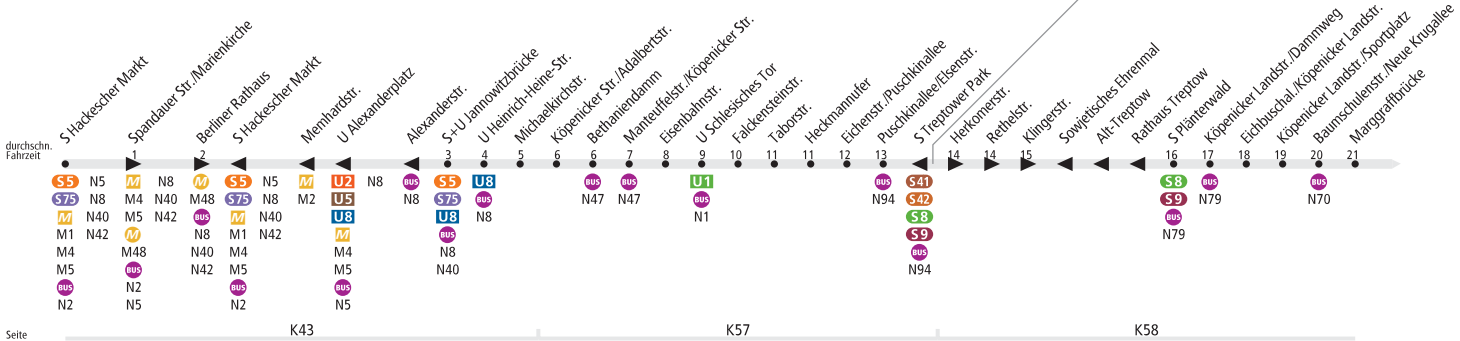 S Hackescher Markt
Spandauer Str./Marienkirche
Berliner Rathaus
S Hackescher Markt
Memhardstr.
U Alexanderplatz
Alexanderstr.
S+U Jannowitzbrücke
U Heinrich-Heine-Str.
Michaelkirchstr.
Köpenicker Str./Adalbertstr.
Bethaniendamm
Manteuffelstr./Köpenicker Str.
Eisenbahnstr.
U Schlesisches Tor
Falckensteinstr.
Taborstr.
Heckmannufer
Eichenstr./Puschkinallee
Puschkinallee/Elsenstr.
S Treptower Park
Herkomerstr.
Rethelstr.
Klingerstr.
Sowjetisches Ehrenmal
Alt-Treptow
Rathaus Treptow
S Plänterwald
Köpenicker Landstr./Dammweg
Eichbuschal./Köpenicker Landstr.
Köpenicker Landstr./Sportplatz
Baumschulenstr./Neue Krugallee
Marggraffbrücke
durchschn.
Fahrzeit
1 2 3 4 5 6 6 7 8 9 10 11 11 12 13 14 14 15 16 17 18 19 20 21
S5 N5 M N8 M S5 N5 M U2 N8 BUS S5 U8 BUS BUS U1 BUS S41 S8 BUS BUS
S75 N8 M4 N40 M48 S75 N8 M2 U5 N8 S75 BUS N47 N47 BUS N94 S42 S9 N79 N70
M N40 M5 N42 BUS M N40 U8 U8 N8 N1 S8 BUS
M1 N42 M N8 M1 N42 M BUS S9 N79
M4 M48 N40 M4 M4 N8 BUS
M5 BUS N42 M5 M5 N40 N94
BUS N2 BUS BUS
N2 N5 N2 N5
Seite K43 K57 K58